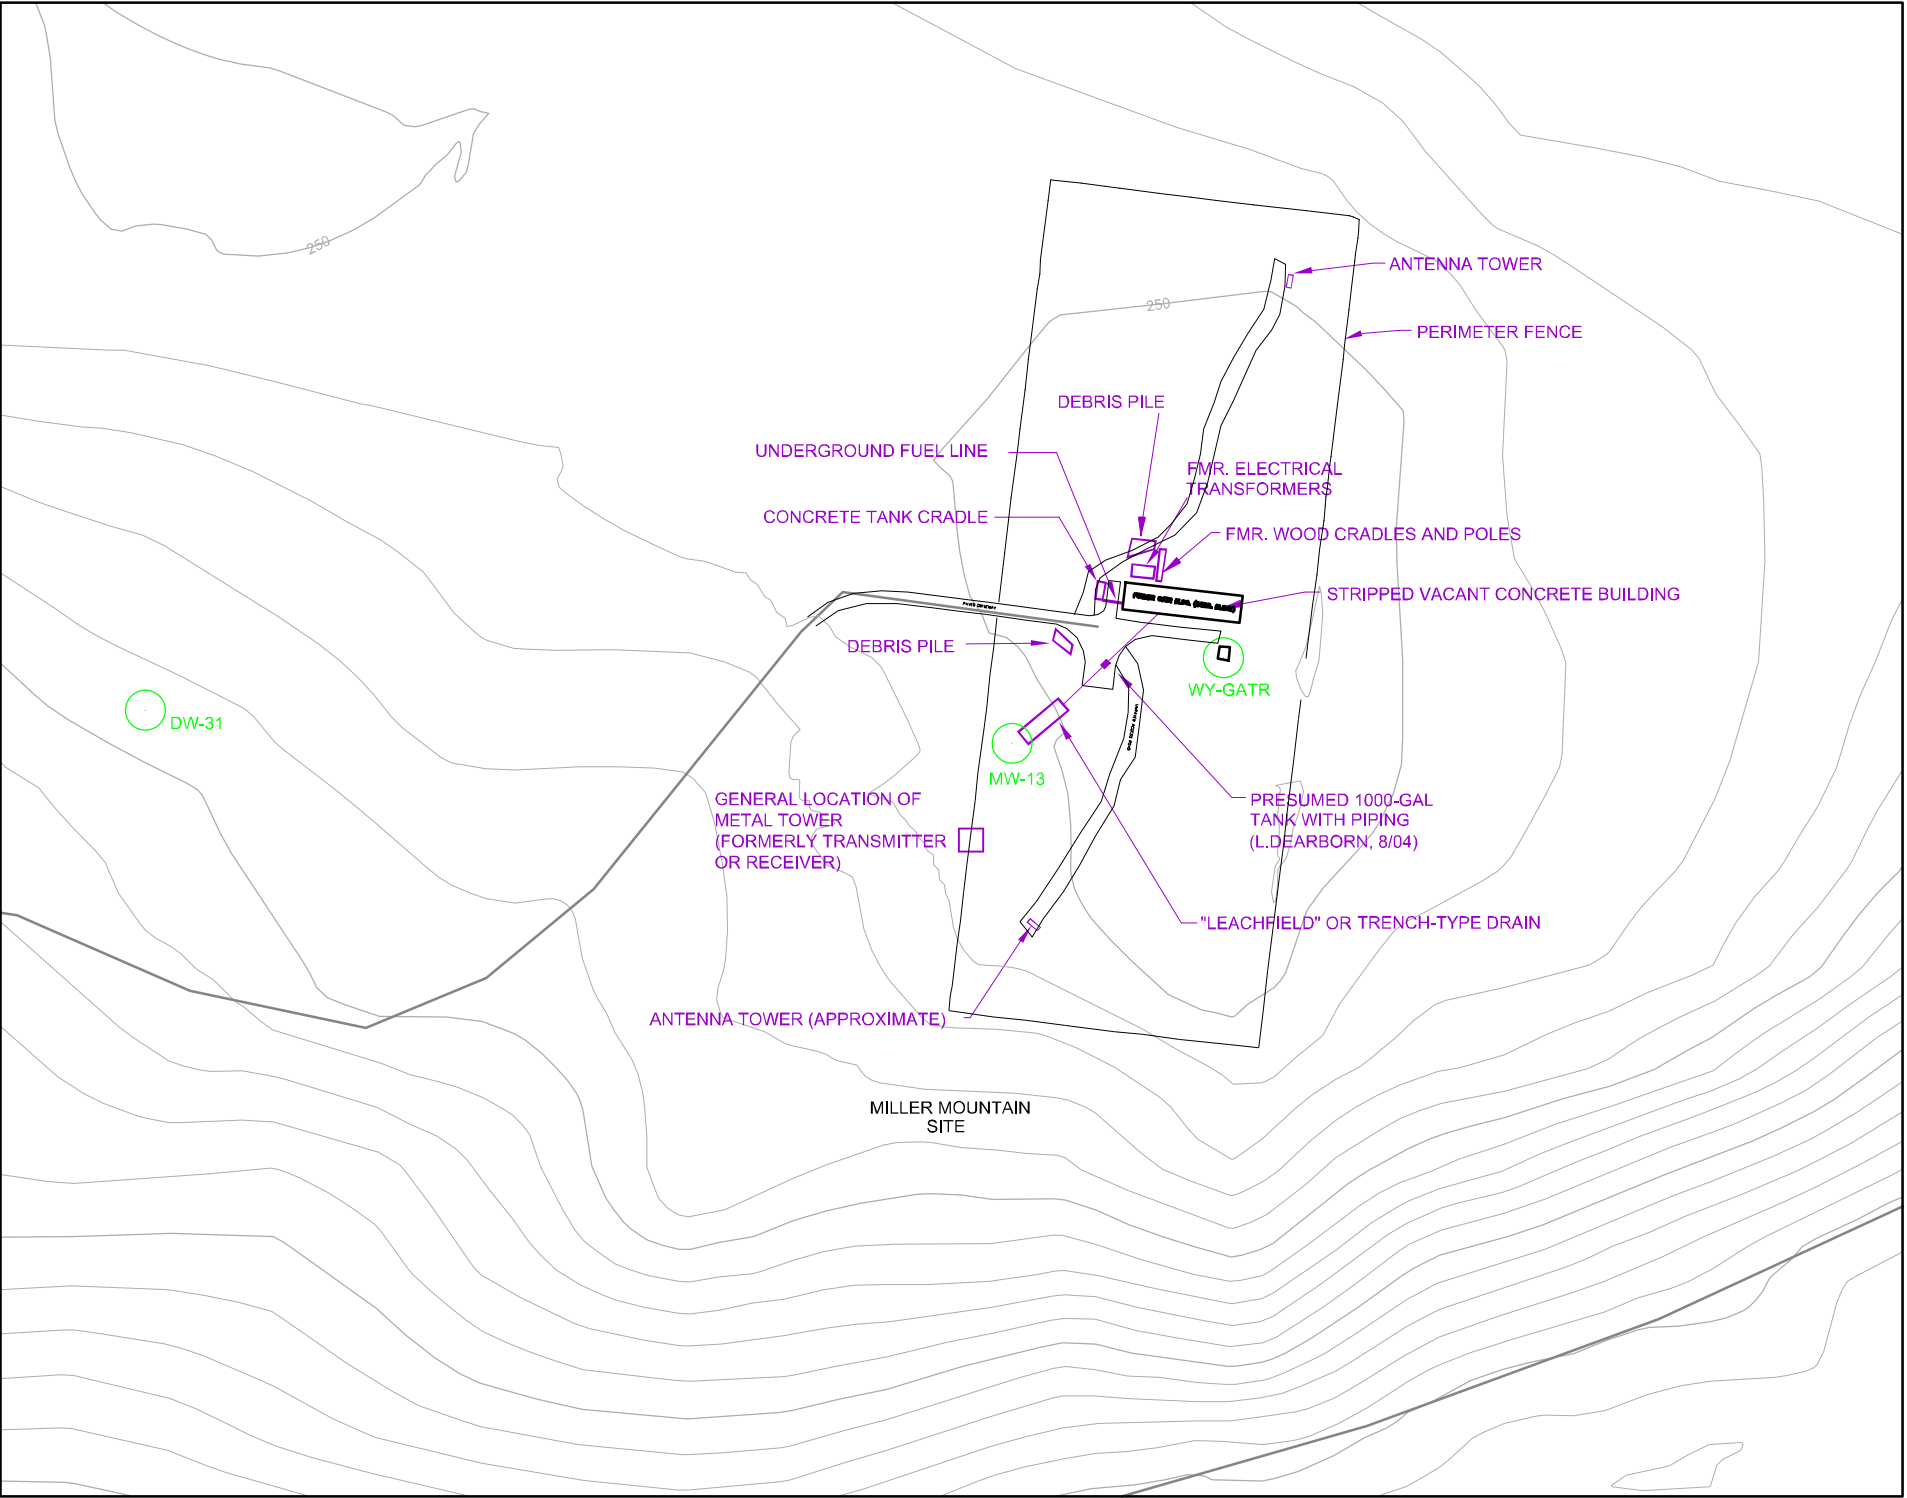 250
250
ANTENNA TOWER
PERIMETER FENCE
DEBRIS PILE
UNDERGROUND FUEL LINE
FMR. ELECTRICAL
TRANSFORMERS
CONCRETE TANK CRADLE
FMR. WOOD CRADLES AND POLES
STRIPPED VACANT CONCRETE BUILDING
DEBRIS PILE
WY-GATR
DW-31
MW-13
GENERAL LOCATION OF
METAL TOWER
(FORMERLY TRANSMITTER
OR RECEIVER)
PRESUMED 1000-GAL
TANK WITH PIPING
(L.DEARBORN, 8/04)
"LEACHFIELD" OR TRENCH-TYPE DRAIN
ANTENNA TOWER (APPROXIMATE)
MILLER MOUNTAIN
SITE